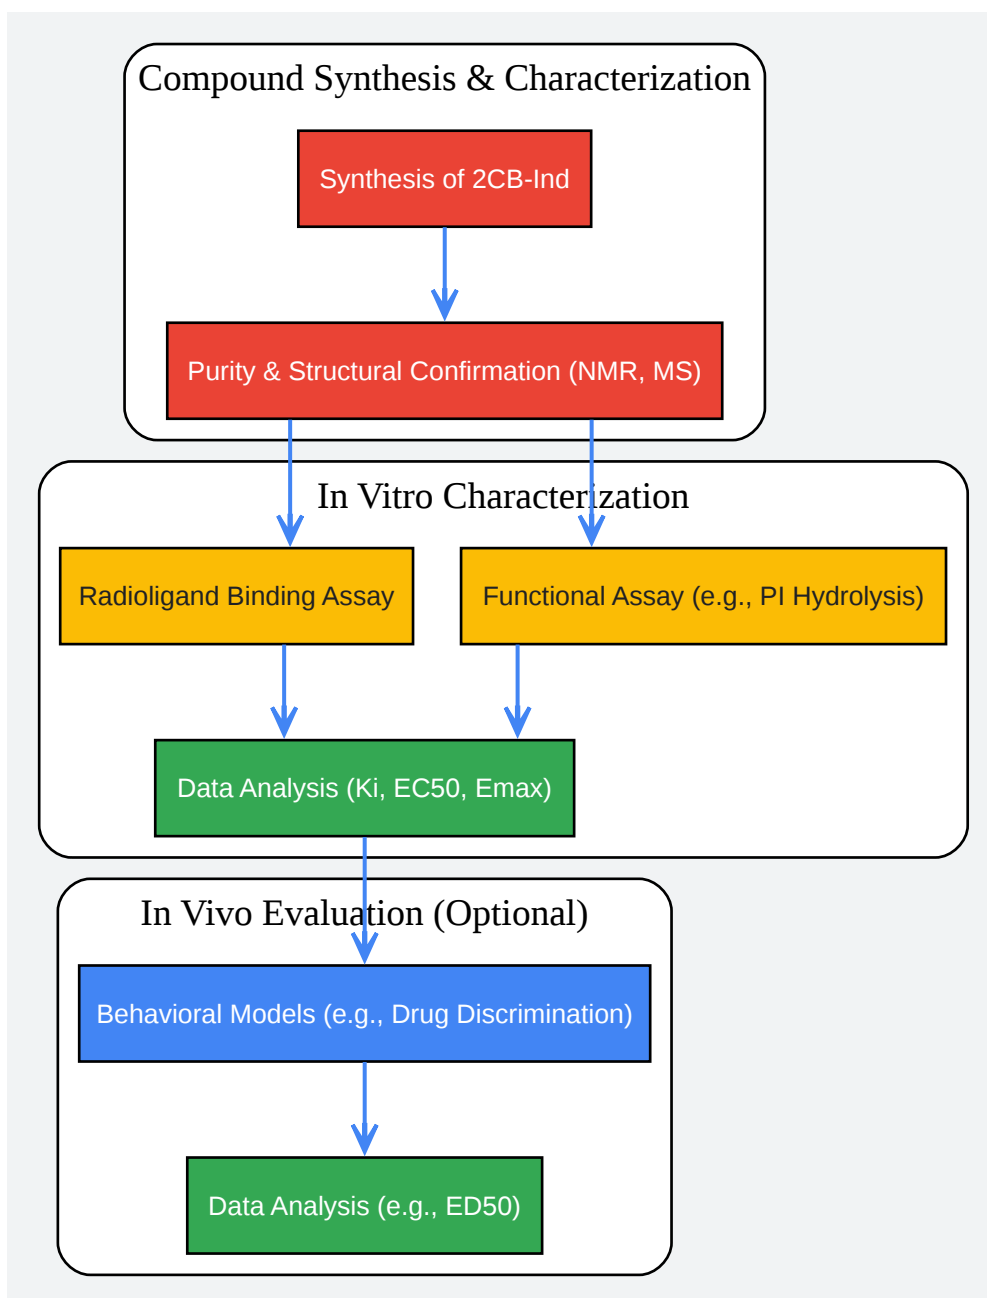 Compound Synthesis & Characterization
Synthesis of 2CB-Ind
Purity & Structural Confirmation (NMR, MS)
In Vitro Characterization
Radioligand Binding Assay
Functional Assay (e.g., PI Hydrolysis)
Data Analysis (Ki, EC50, Emax)
In Vivo Evaluation (Optional)
Behavioral Models (e.g., Drug Discrimination)
Data Analysis (e.g., ED50)